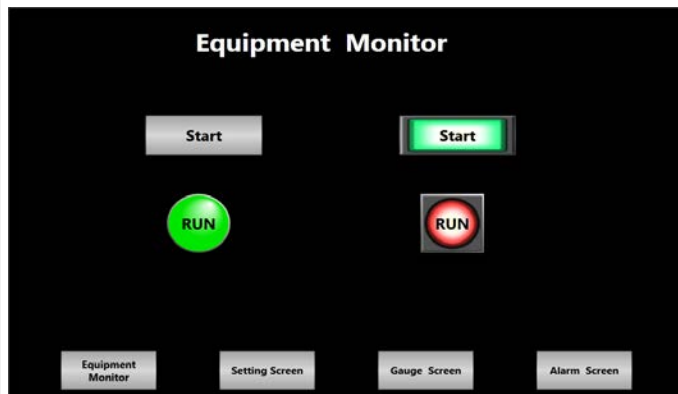 Equipment Monitor
Start
Start
RUN
RUN
Equipment
Monitor
Setting Screen
Gauge Screen
Alarm Screen